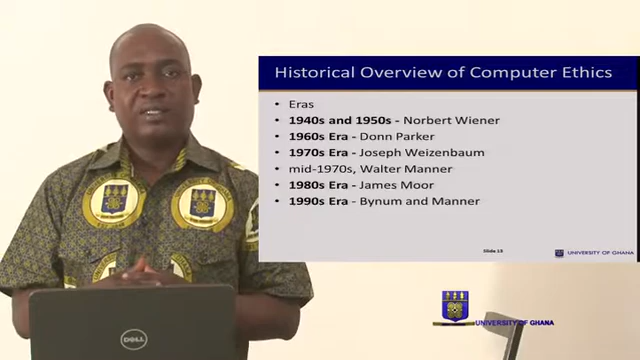 Historical Overview of Computer Ethics
• Eras
• 1940s and 1950s - Norbert Wiener
• 1960s Era - Donn Parker
• 1970s Era - Joseph Weizenbaum
• mid-1970s, Walter Manner
• 1980s Era - James Moor
• 1990s Era - Bynum and Manner
Slide 13
UNIVERSITY OF GHANA
UNIVERSITY OF GHANA
DELL